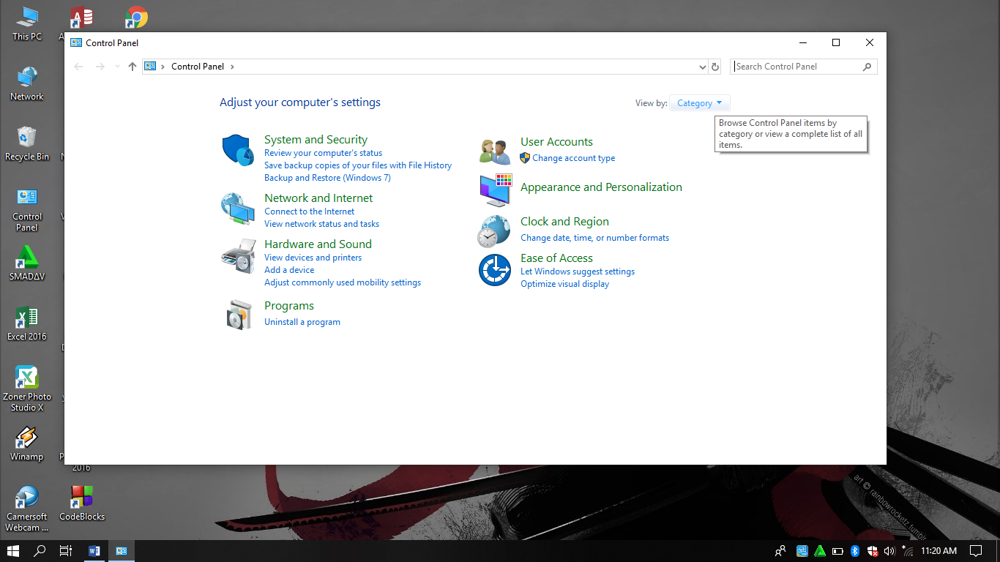 This PC
Network
Recycle Bin
Control
Panel
SMADΔV
Excel 2016
Zoner Photo
Studio X
Winamp
Camersoft
Webcam ...
2016
CodeBlocks
Control Panel
Control Panel
Search Control Panel
Adjust your computer's settings
View by: Category
Browse Control Panel items by
category or view a complete list of all
items.
System and Security
Review your computer's status
Save backup copies of your files with File History
Backup and Restore (Windows 7)
Network and Internet
Connect to the Internet
View network status and tasks
Hardware and Sound
View devices and printers
Add a device
Adjust commonly used mobility settings
Programs
Uninstall a program
User Accounts
Change account type
Appearance and Personalization
Clock and Region
Change date, time, or number formats
Ease of Access
Let Windows suggest settings
Optimize visual display
art © rainbowrocketz.tumblr
11:20 AM